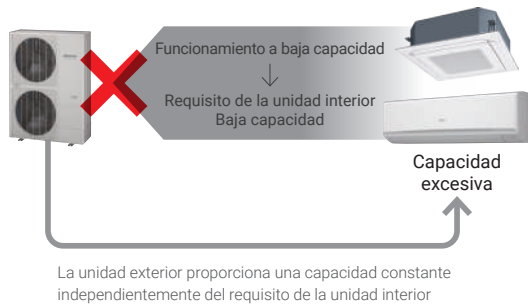 Funcionamiento a baja capacidad
Requisito de la unidad interior
Baja capacidad
Capacidad
excesiva
La unidad exterior proporciona una capacidad constante
independientemente del requisito de la unidad interior